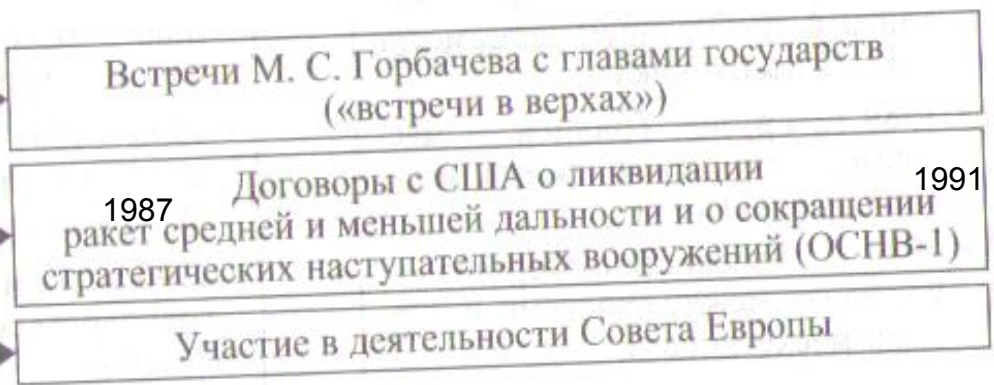 Встречи М. С. Горбачева с главами государств
(«встречи в верхах»)
Договоры с США о ликвидации
1987
1991
ракет средней и меньшей дальности и о сокращении
стратегических наступательных вооружений (ОСНВ-1)
Участие в деятельности Совета Европы